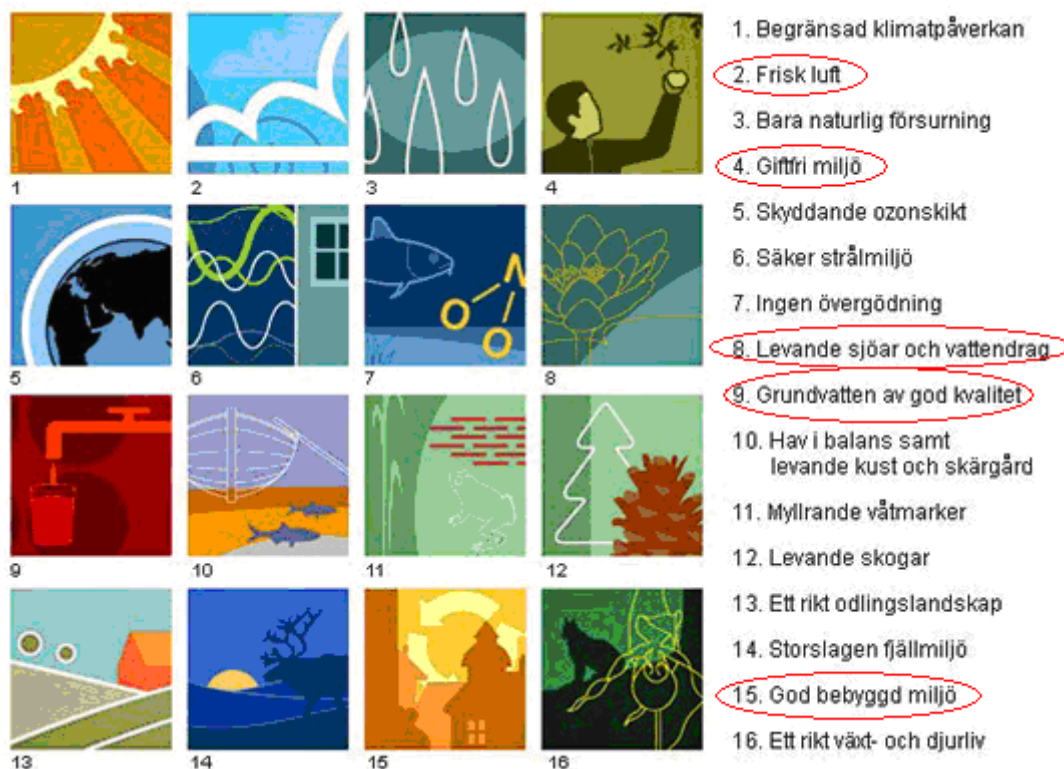 1
2
3
4
5
6
7
O
N
O
8
9
10
11
12
13
14
15
16
1. Begränsad klimatpåverkan
2. Frisk luft
3. Bara naturlig försurning
4. Giftfri miljö
5. Skyddande ozonskikt
6. Säker strålmiljö
7. Ingen övergödning
8. Levande sjöar och vattendrag
9. Grundvatten av god kvalitet
10. Hav i balans samt
levande kust och skärgård
11. Myllrande våtmarker
12. Levande skogar
13. Ett rikt odlingslandskap
14. Storslagen fjällmiljö
15. God bebyggd miljö
16. Ett rikt växt- och djurliv